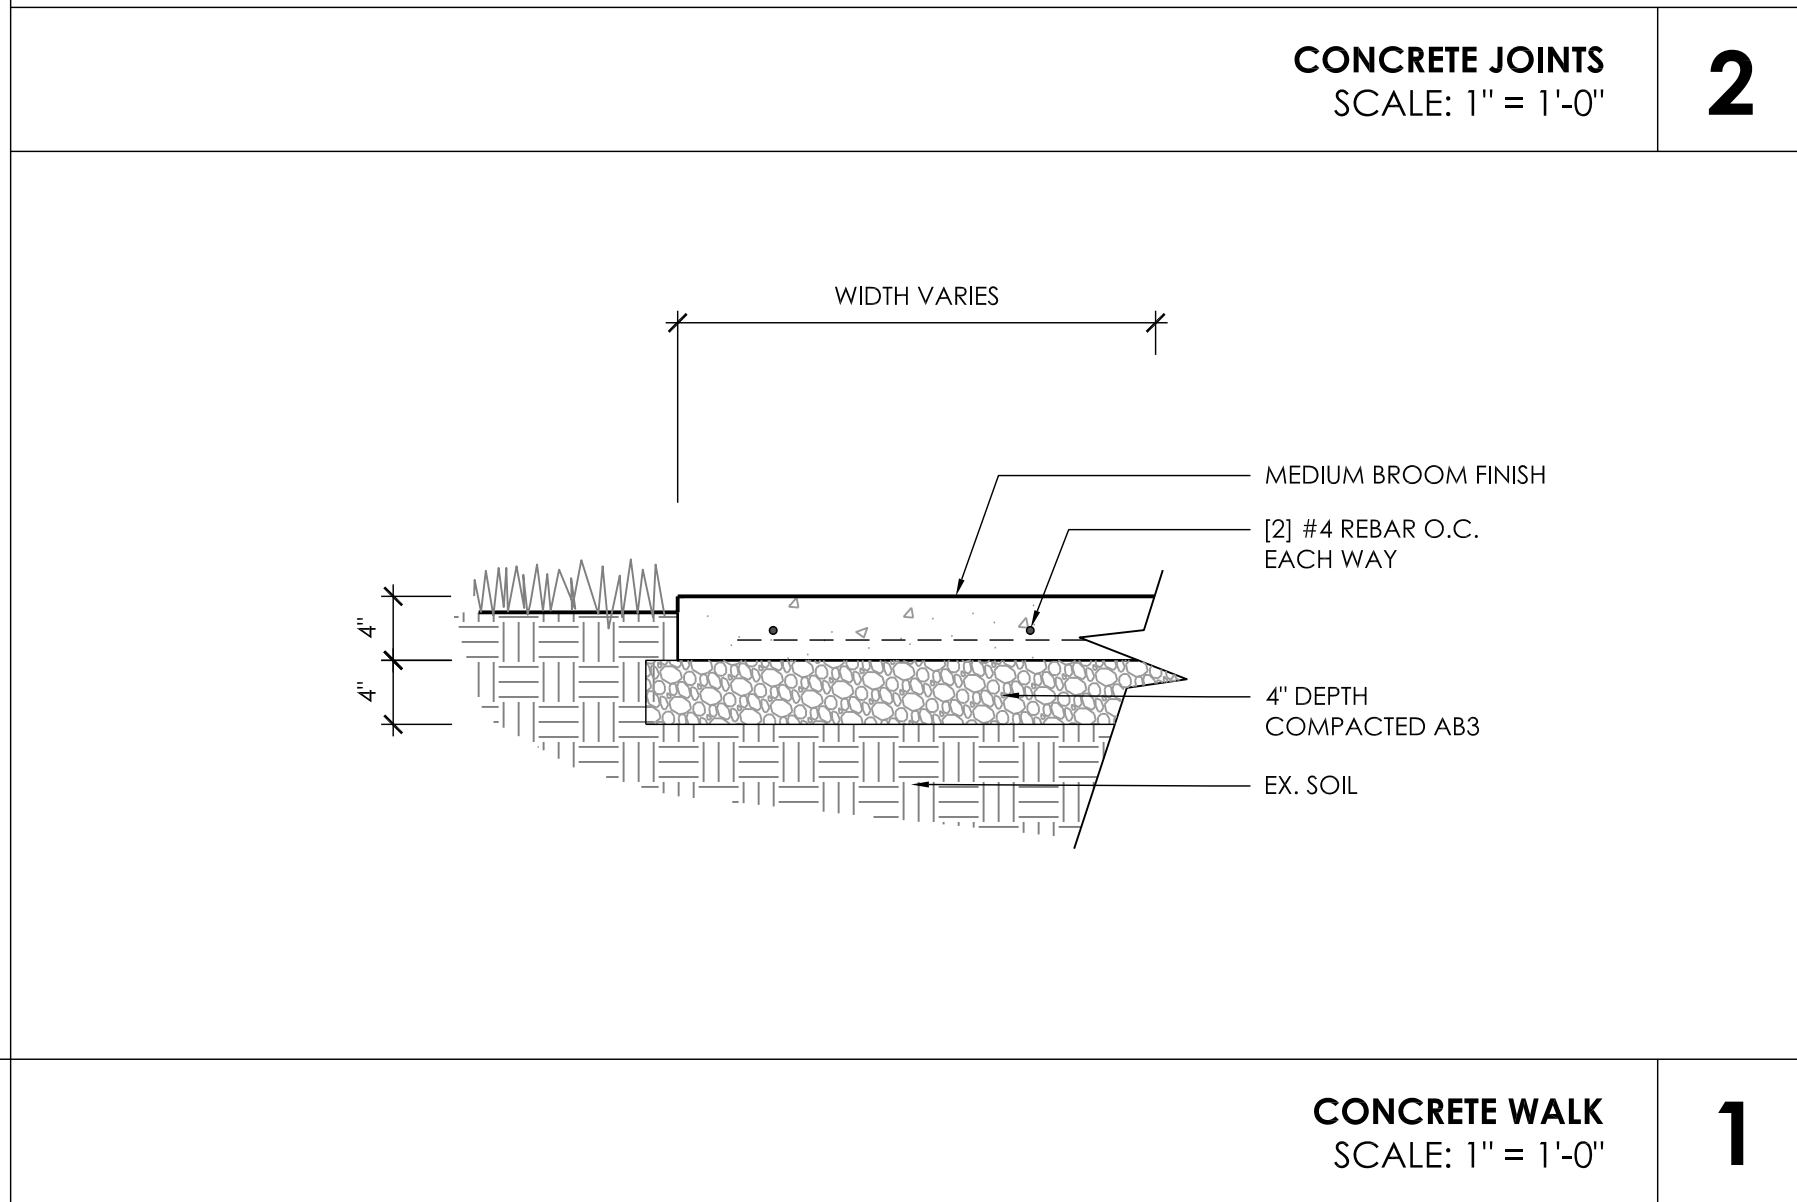 CONCRETE JOINTS
SCALE: 1" = 1'-0"
2
WIDTH VARIES
MEDIUM BROOM FINISH
[2] #4 REBAR O.C.
EACH WAY
4"
4"
4" DEPTH
COMPACTED AB3
EX. SOIL
CONCRETE WALK
SCALE: 1" = 1'-0"
1